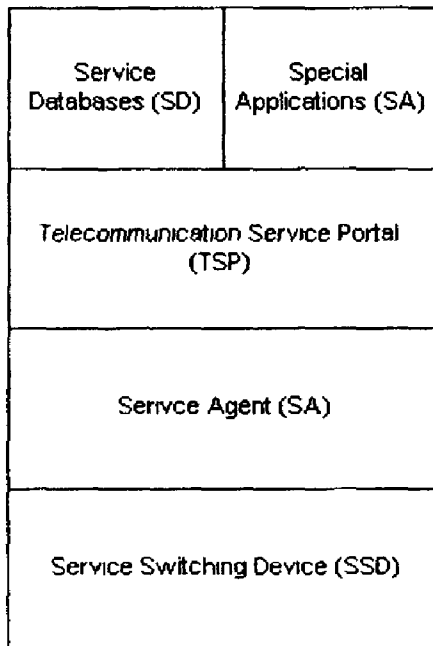 Service
Databases (SD)
Special
Applications (SA)
Telecommunication Service Portal
(TSP)
Serivce Agent (SA)
Service Switching Device (SSD)